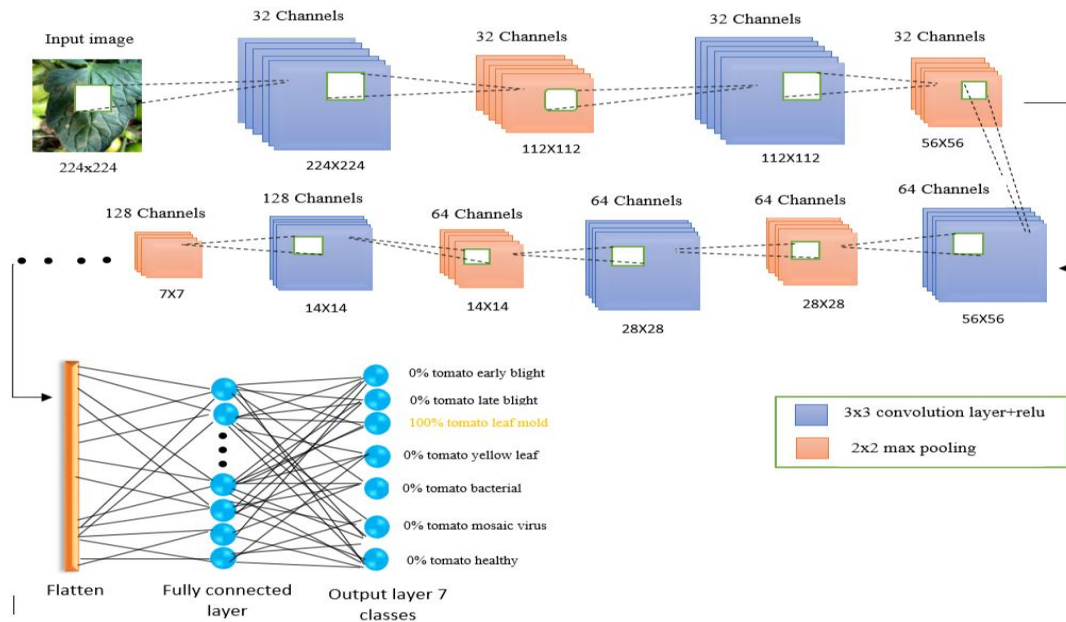 Input image
224x224
32 Channels
224X224
32 Channels
112X112
32 Channels
112X112
32 Channels
56X56
128 Channels
7X7
128 Channels
14X14
64 Channels
14X14
64 Channels
28X28
64 Channels
28X28
64 Channels
56X56
0% tomato early blight
0% tomato late blight
100% tomato leaf mold
0% tomato yellow leaf
0% tomato bacterial
0% tomato mosaic virus
0% tomato healthy
3x3 convolution layer+relu
2x2 max pooling
Flatten
Fully connected
layer
Output layer 7
classes